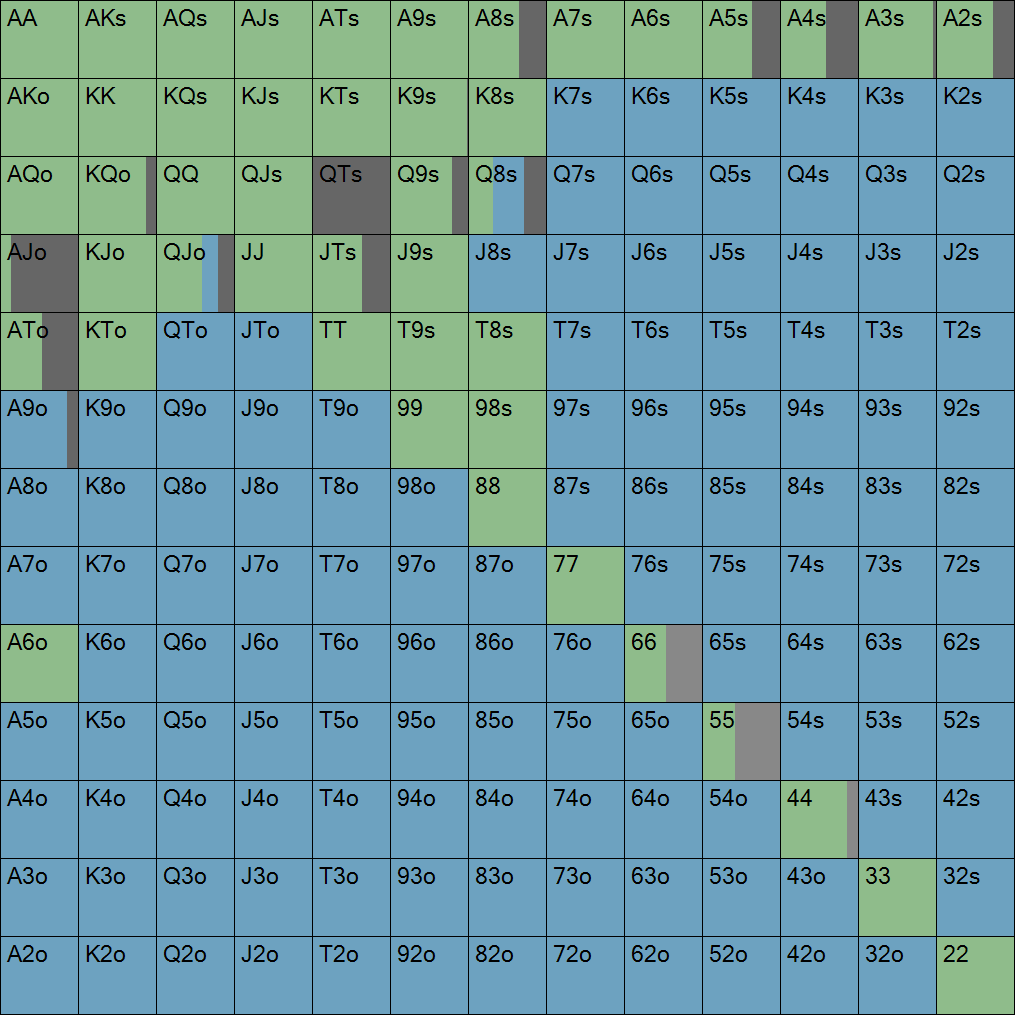 AA AKs AQs AJs ATs A9s A8s A7s A6s A5s A4s A3s A2s
AKo KK KQs KJs KTs K9s K8s K7s K6s K5s K4s K3s K2s
AQo KQo QQ QJs QTs Q9s Q8s Q7s Q6s Q5s Q4s Q3s Q2s
AJo KJo QJo JJ JTs J9s J8s J7s J6s J5s J4s J3s J2s
ATo KTo QTo JTo TT T9s T8s T7s T6s T5s T4s T3s T2s
A9o K9o Q9o J9o T9o 99 98s 97s 96s 95s 94s 93s 92s
A8o K8o Q8o J8o T8o 98o 88 87s 86s 85s 84s 83s 82s
A7o K7o Q7o J7o T7o 97o 87o 77 76s 75s 74s 73s 72s
A6o K6o Q6o J6o T6o 96o 86o 76o 66 65s 64s 63s 62s
A5o K5o Q5o J5o T5o 95o 85o 75o 65o 55 54s 53s 52s
A4o K4o Q4o J4o T4o 94o 84o 74o 64o 54o 44 43s 42s
A3o K3o Q3o J3o T3o 93o 83o 73o 63o 53o 43o 33 32s
A2o K2o Q2o J2o T2o 92o 82o 72o 62o 52o 42o 32o 22